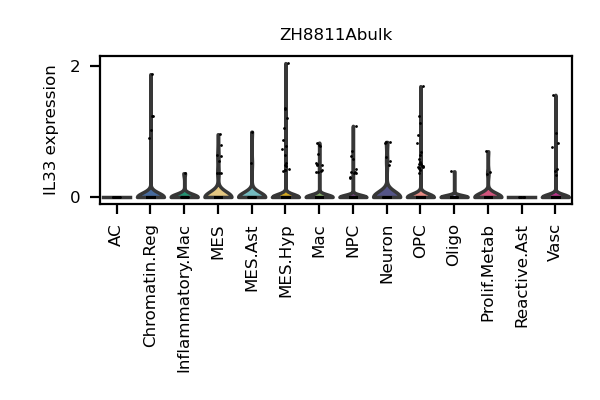 ZH8811Abulk
IL33 expression
2
0
AC
Chromatin.Reg
Inflammatory.Mac
MES
MES.Ast
MES.Hyp
Mac
NPC
Neuron
OPC
Oligo
Prolif.Metab
Reactive.Ast
Vasc